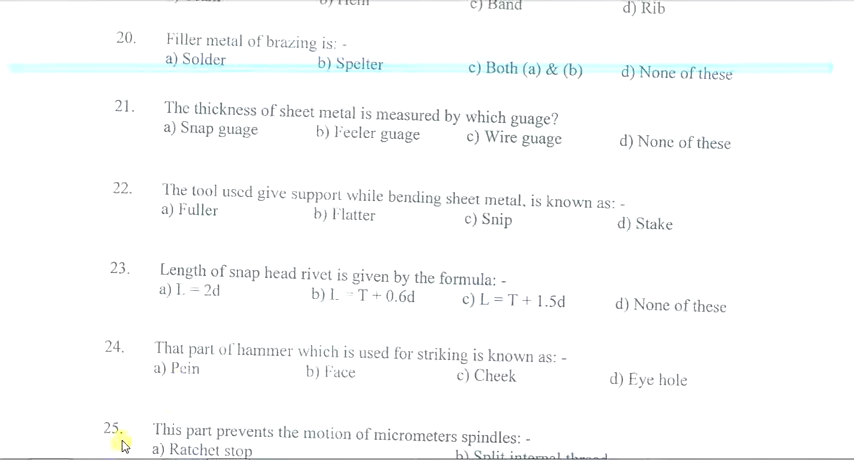 c) Band d) Rib
20. Filler metal of brazing is: -
a) Solder b) Spelter c) Both (a) & (b) d) None of these
21. The thickness of sheet metal is measured by which guage?
a) Snap guage b) Feeler guage c) Wire guage d) None of these
22. The tool used give support while bending sheet metal, is known as: -
a) Fuller b) Flatter c) Snip d) Stake
23. Length of snap head rivet is given by the formula: -
a) L = 2d b) L = T + 0.6d c) L = T + 1.5d d) None of these
24. That part of hammer which is used for striking is known as: -
a) Pein b) Face c) Cheek d) Eye hole
25. This part prevents the motion of micrometers spindles: -
a) Ratchet stop b) Split internal thread